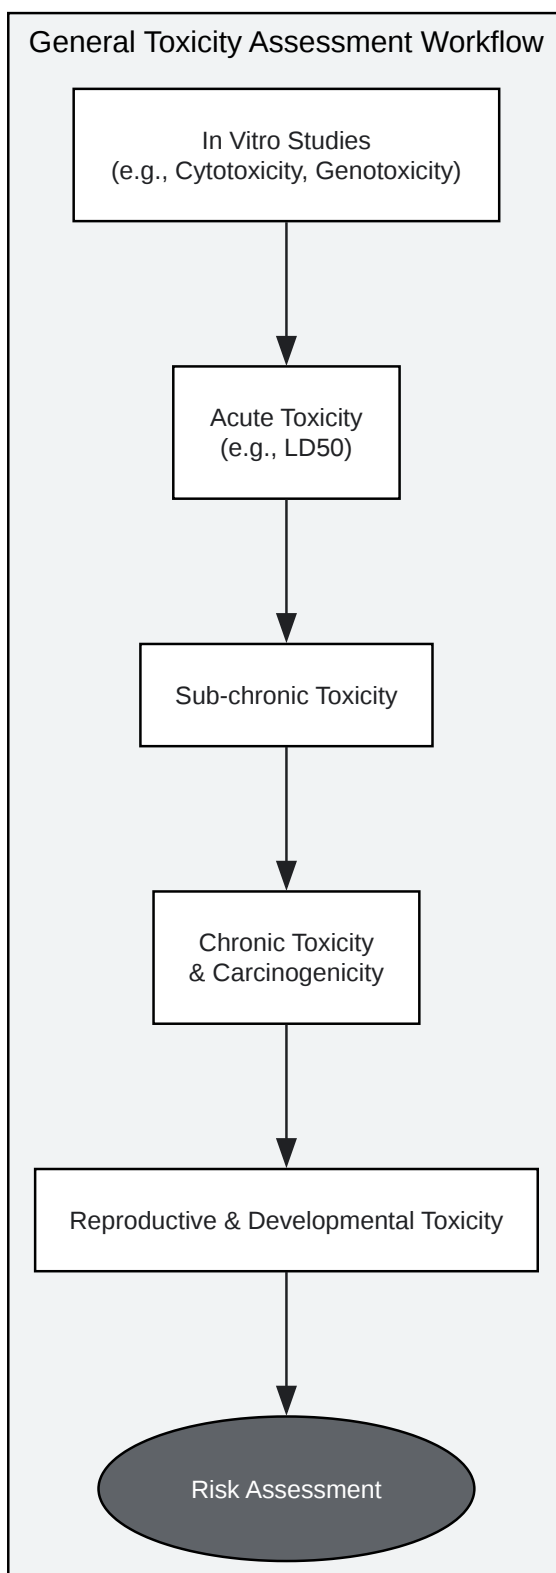 General Toxicity Assessment Workflow
In Vitro Studies
(e.g., Cytotoxicity, Genotoxicity)
Acute Toxicity
(e.g., LD50)
Sub-chronic Toxicity
Chronic Toxicity
& Carcinogenicity
Reproductive & Developmental Toxicity
Risk Assessment